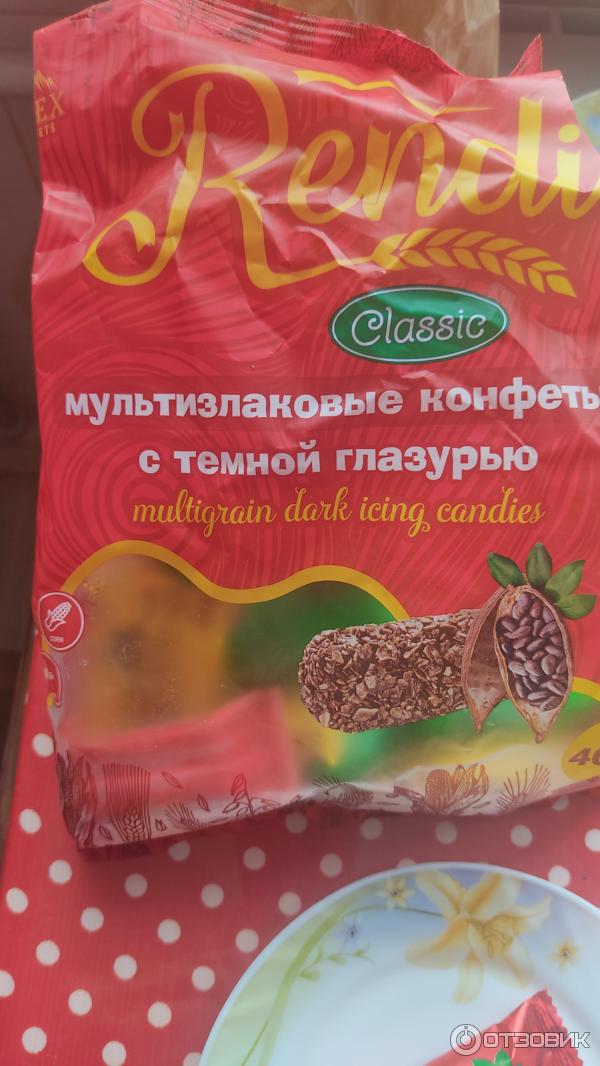 Rendi
Classic
мультизлаковые конфеты
с темной глазурью
multigrain dark icing candies
ОТЗОВИК